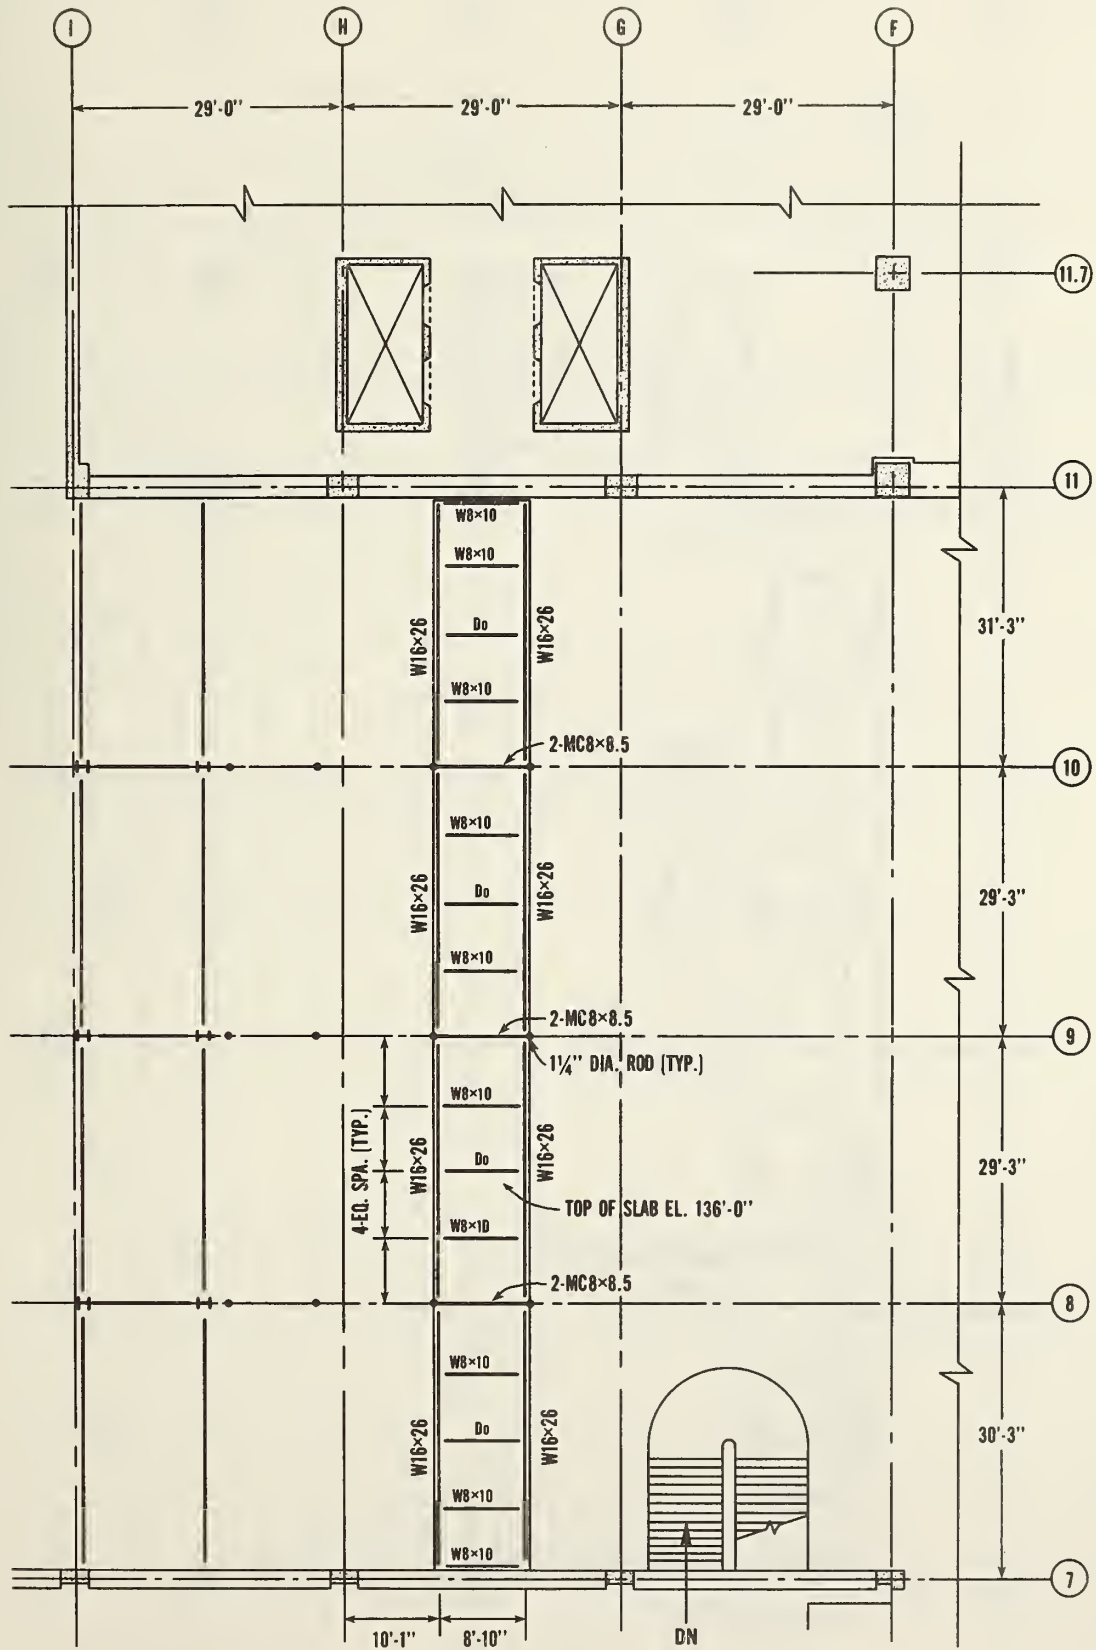 I
H
G
F
29'-0"
29'-0"
29'-0"
11.7
11
W8×10
W8×10
Do
W16×26
W16×26
W8×10
31'-3"
2-MC8×8.5
10
W8×10
W16×26
Do
W16×26
W8×10
29'-3"
2-MC8×8.5
9
1¼" DIA. ROD (TYP.)
W8×10
4-EQ. SPA. (TYP.)
W16×26
Do
W16×26
29'-3"
TOP OF SLAB EL. 136'-0"
W8×10
2-MC8×8.5
8
W8×10
W16×26
Do
W16×26
30'-3"
W8×10
W8×10
7
10'-1"
8'-10"
DN